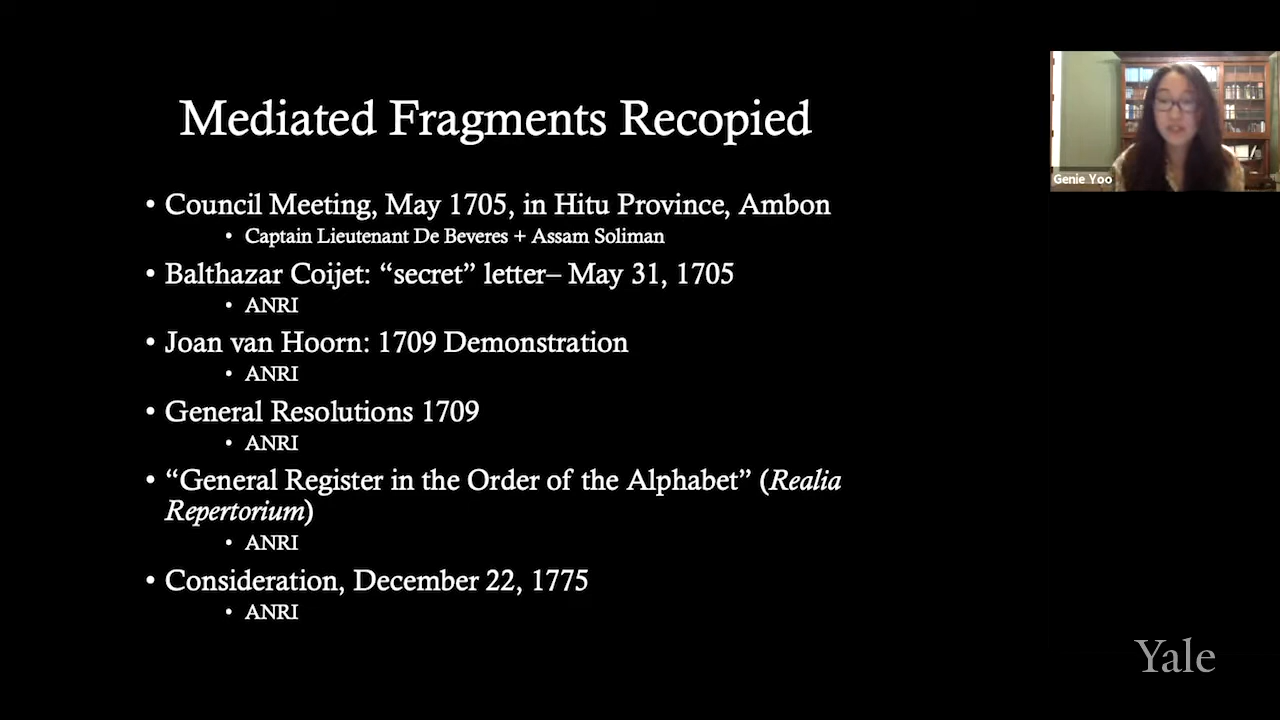 Mediated Fragments Recopied
• Council Meeting, May 1705, in Hitu Province, Ambon
• Captain Lieutenant De Beveres + Assam Soliman
• Balthazar Coijet: “secret” letter– May 31, 1705
• ANRI
• Joan van Hoorn: 1709 Demonstration
• ANRI
• General Resolutions 1709
• ANRI
• “General Register in the Order of the Alphabet” (Realia
Repertorium)
• ANRI
• Consideration, December 22, 1775
• ANRI
Genie Yoo
Yale